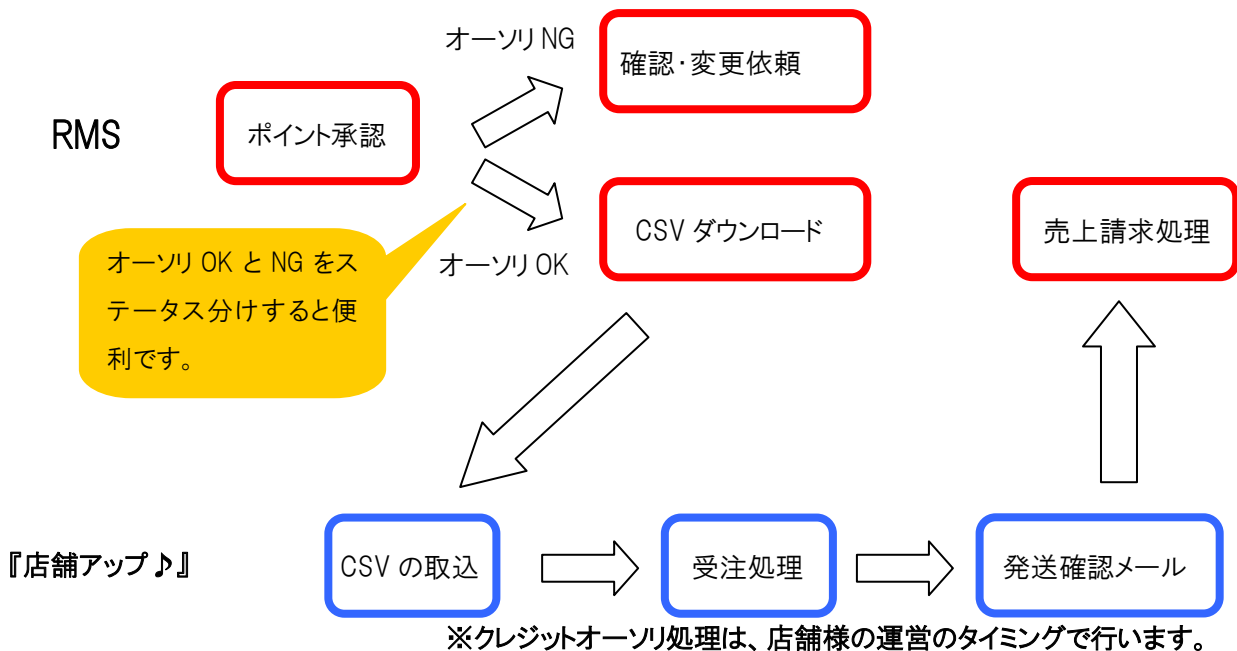 オーソリ NG
確認・変更依頼
RMS
ポイント承認
CSV ダウンロード
売上請求処理
オーソリ OK と NG をス
テータス分けすると便
利です。
オーソリ OK
『店舗アップ♪』
CSV の取込
受注処理
発送確認メール
※クレジットオーソリ処理は、店舗様の運営のタイミングで行います。